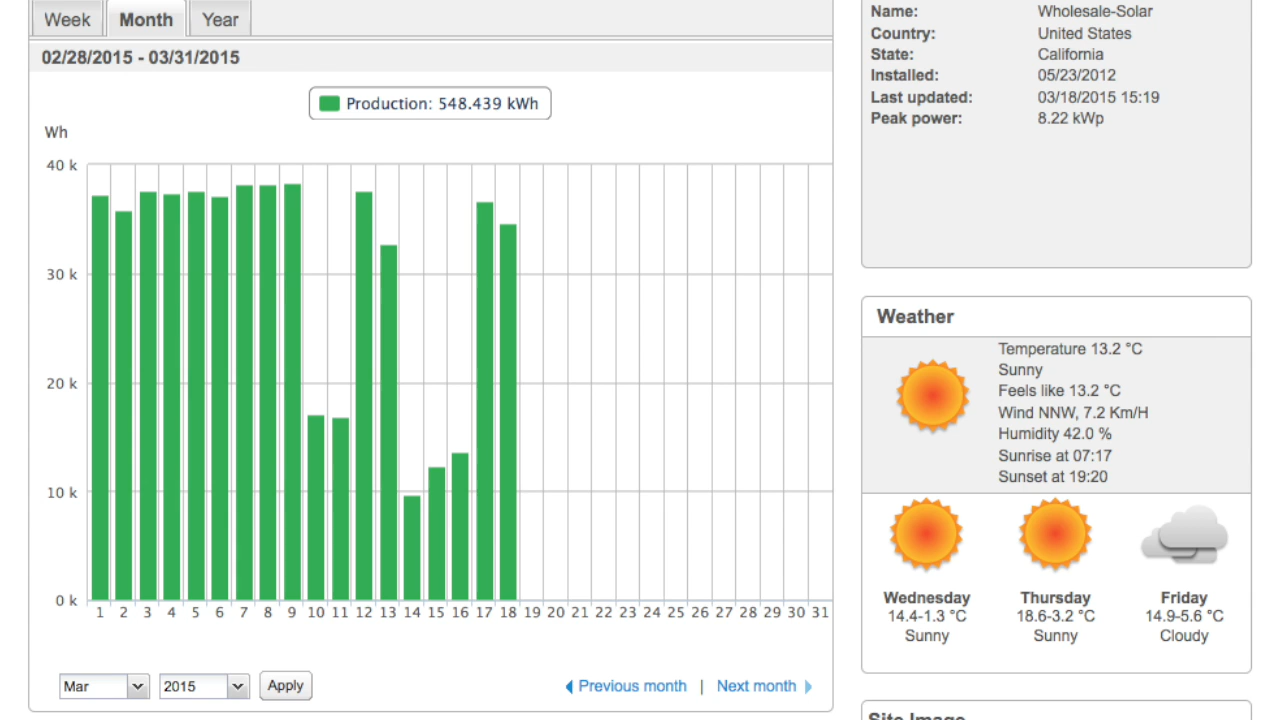 Week Month Year
02/28/2015 - 03/31/2015
Production: 548.439 kWh
Wh
40 k
30 k
20 k
10 k
0 k
1 2 3 4 5 6 7 8 9 10 11 12 13 14 15 16 17 18 19 20 21 22 23 24 25 26 27 28 29 30 31
Mar 2015 Apply
Previous month | Next month
Name: Wholesale-Solar
Country: United States
State: California
Installed: 05/23/2012
Last updated: 03/18/2015 15:19
Peak power: 8.22 kWp
Weather
Temperature 13.2 °C
Sunny
Feels like 13.2 °C
Wind NNW, 7.2 Km/H
Humidity 42.0 %
Sunrise at 07:17
Sunset at 19:20
Wednesday Thursday Friday
14.4-1.3 °C 18.6-3.2 °C 14.9-5.6 °C
Sunny Sunny Cloudy
Site Image